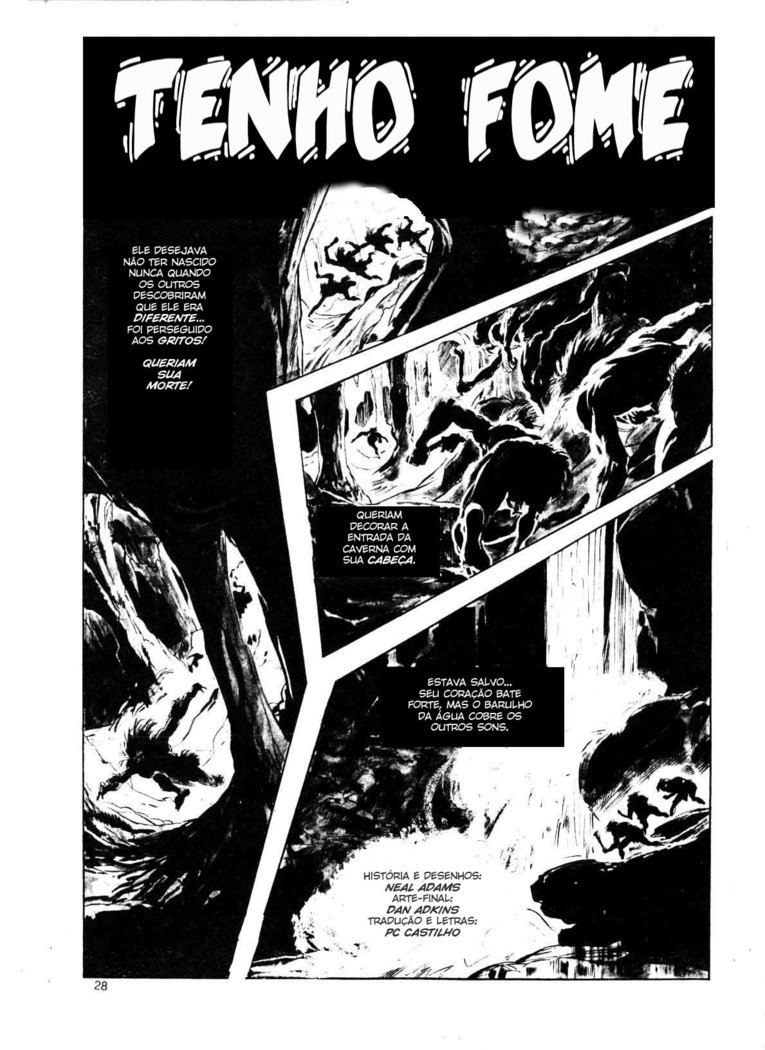 TENHO FOME
ELE DESEJAVA
NÃO TER NASCIDO
NUNCA QUANDO
OS OUTROS
DESCOBRIRAM
QUE ELE ERA
DIFERENTE...
FOI PERSEGUIDO
AOS GRITOS!
QUERIAM
SUA
MORTE!
QUERIAM
DECORAR A
ENTRADA DA
CAVERNA COM
SUA CABEÇA.
ESTAVA SALVO...
SEU CORAÇÃO BATE
FORTE, MAS O BARULHO
DA ÁGUA COBRE OS
OUTROS SONS.
HISTÓRIA E DESENHOS:
NEAL ADAMS
ARTE-FINAL:
DAN ADKINS
TRADUÇÃO E LETRAS:
PC CASTILHO
28